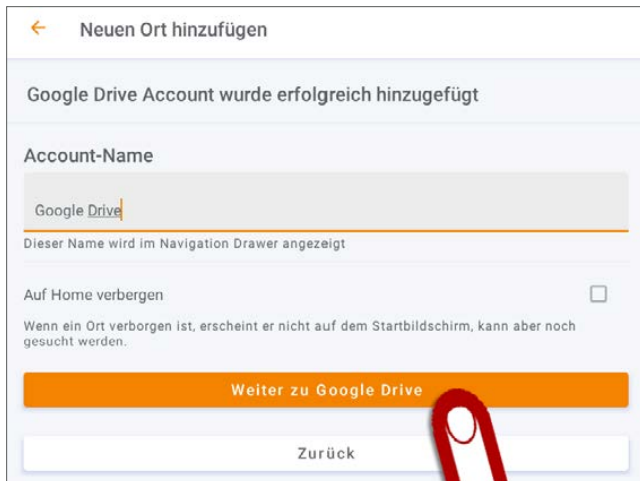 Neuen Ort hinzufügen
Google Drive Account wurde erfolgreich hinzugefügt
Account-Name
Google Drive
Dieser Name wird im Navigation Drawer angezeigt
Auf Home verbergen
Wenn ein Ort verborgen ist, erscheint er nicht auf dem Startbildschirm, kann aber noch
gesucht werden.
Weiter zu Google Drive
Zurück